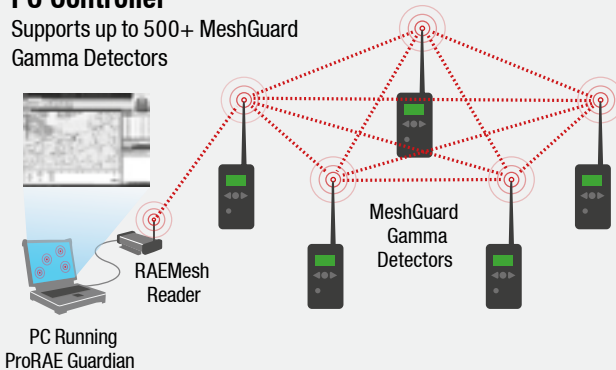 PC Controller
Supports up to 500+ MeshGuard
Gamma Detectors
MeshGuard
Gamma
Detectors
RAEMesh
Reader
PC Running
ProRAE Guardian